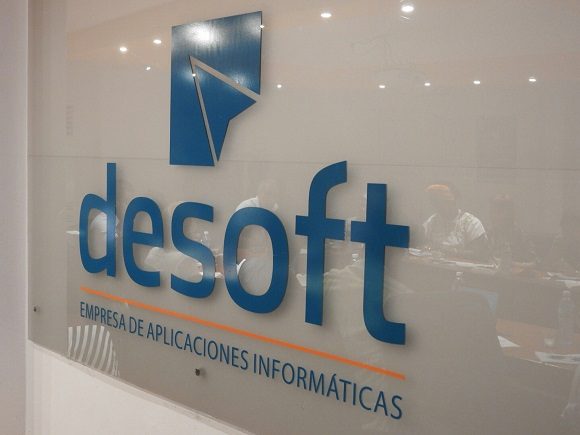 desoft
EMPRESA DE APLICACIONES INFORMÁTICAS